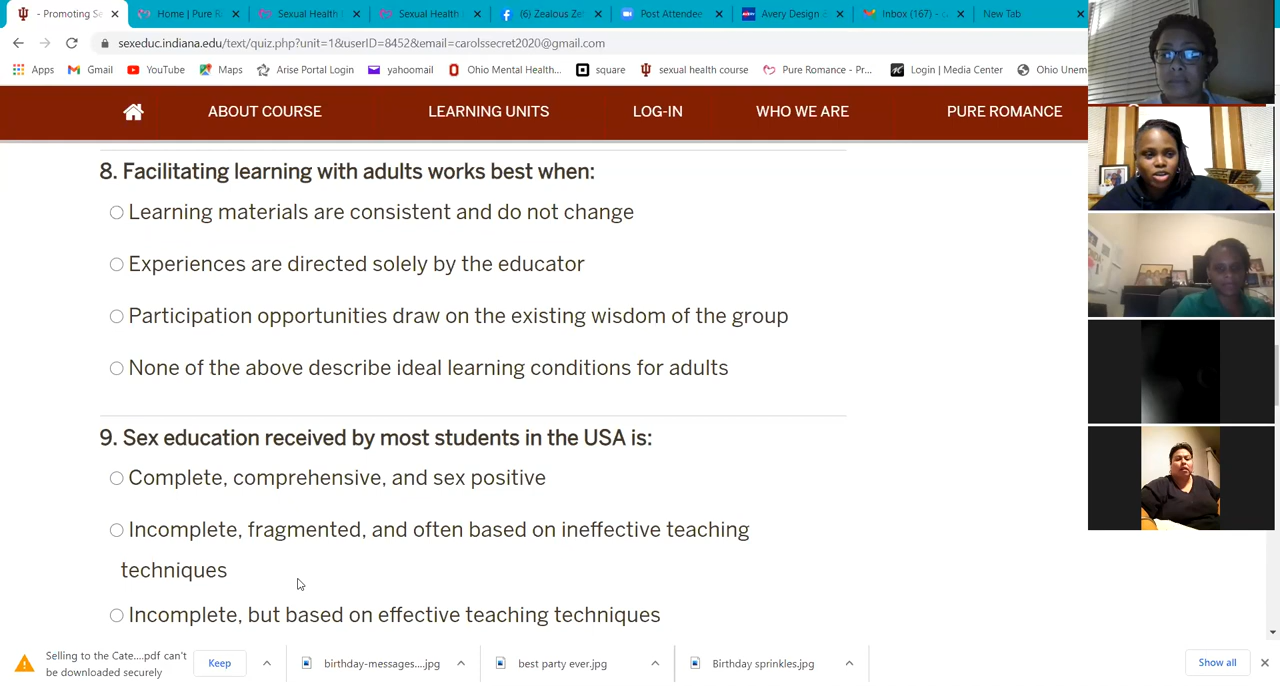 - Promoting Se
Home | Pure R
Sexual Health
Sexual Health
(6) Zealous Ze
Post Attendee
Avery Design
Inbox (167) -
New Tab
sexeduc.indiana.edu/text/quiz.php?unit=1&userID=8452&email=carolssecret2020@gmail.com
Apps
Gmail
YouTube
Maps
Arise Portal Login
yahoomail
Ohio Mental Health...
square
sexual health course
Pure Romance - Pr...
Login | Media Center
Ohio Unem
ABOUT COURSE
LEARNING UNITS
LOG-IN
WHO WE ARE
PURE ROMANCE
8. Facilitating learning with adults works best when:
Learning materials are consistent and do not change
Experiences are directed solely by the educator
Participation opportunities draw on the existing wisdom of the group
None of the above describe ideal learning conditions for adults
9. Sex education received by most students in the USA is:
Complete, comprehensive, and sex positive
Incomplete, fragmented, and often based on ineffective teaching
techniques
Incomplete, but based on effective teaching techniques
Selling to the Cate....pdf can't
be downloaded securely
Keep
birthday-messages....jpg
best party ever.jpg
Birthday sprinkles.jpg
Show all